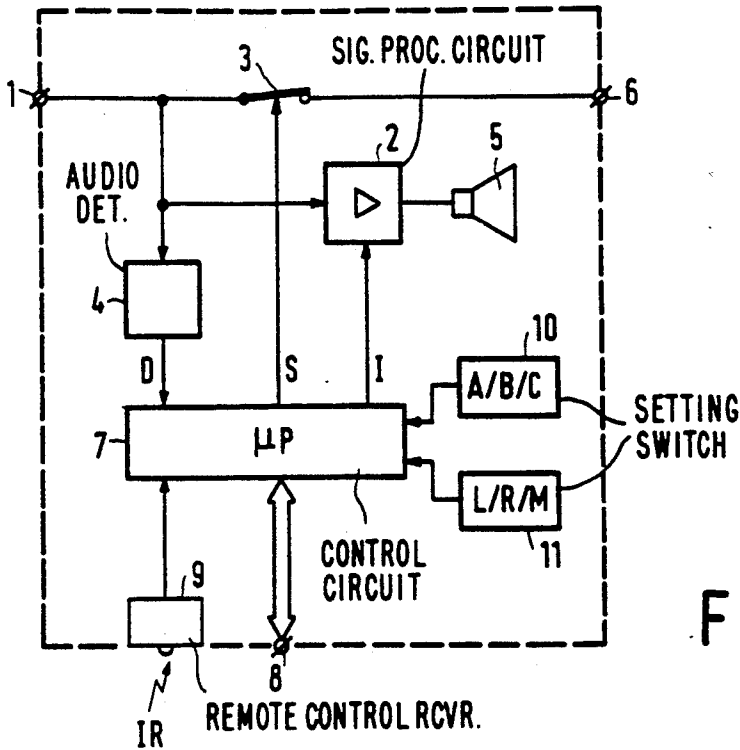 SIG. PROC. CIRCUIT
3
1
6
2
5
AUDIO
DET.
4
D
S
I
10
A/B/C
SETTING
SWITCH
7
μP
L/R/M
11
CONTROL
CIRCUIT
9
8
IR
REMOTE CONTROL RCVR.
F